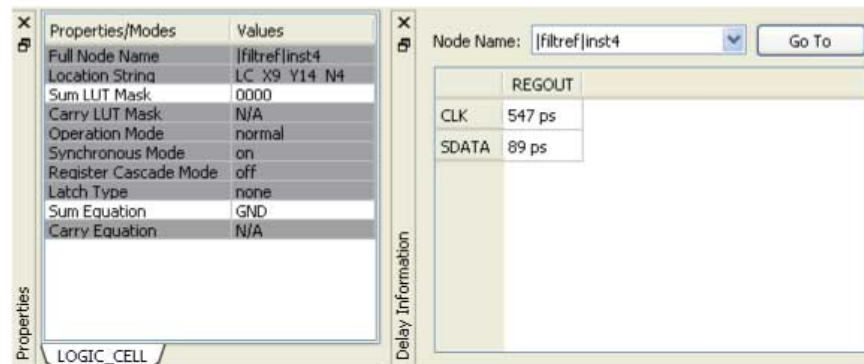 Properties/Modes Values
Full Node Name |filtref|inst4
Location String LC_X9_Y14_N4
Sum LUT Mask 0000
Carry LUT Mask N/A
Operation Mode normal
Synchronous Mode on
Register Cascade Mode off
Latch Type none
Sum Equation GND
Carry Equation N/A
Properties
LOGIC_CELL
Node Name: |filtref|inst4 Go To
REGOUT
CLK 547 ps
SDATA 89 ps
Delay Information